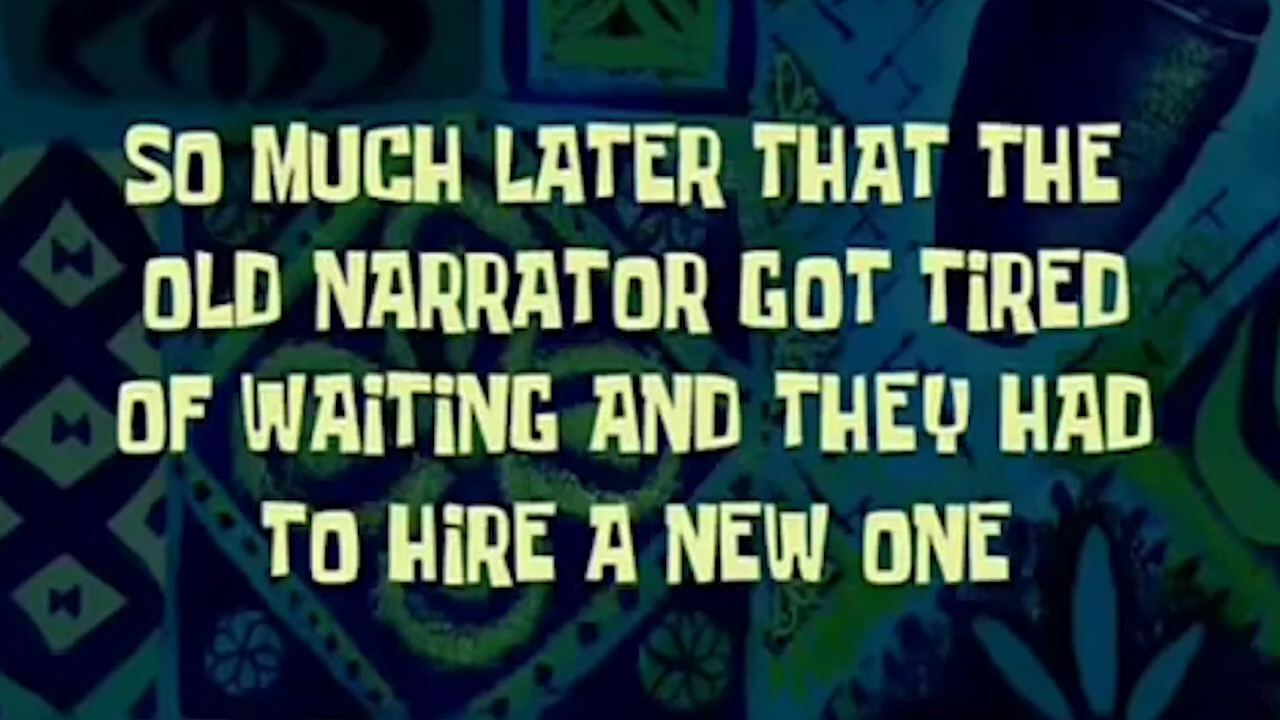 SO MUCH LATER THAT THE
OLD NARRATOR GOT TiRED
OF WAiTiNG AND THEY HAD
TO HiRE A NEW ONE